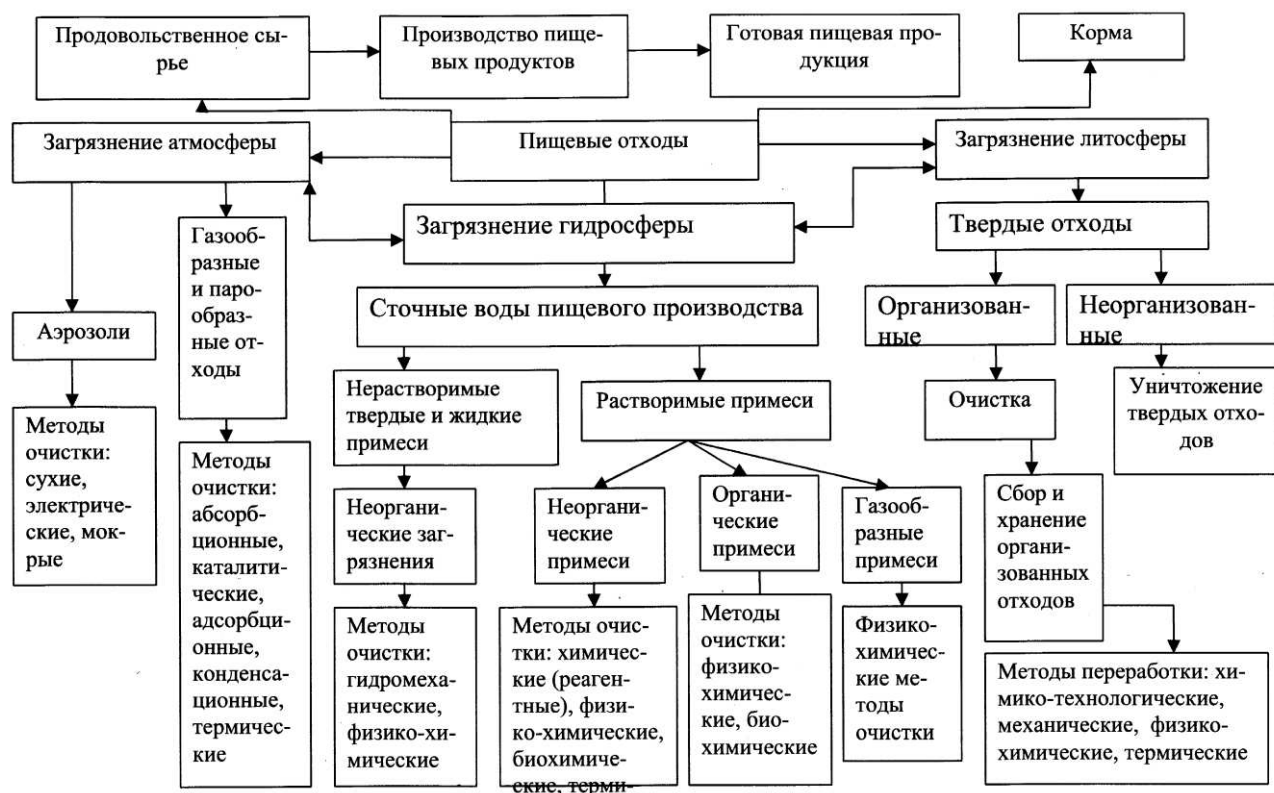 Продовольственное сы-
рье
Производство пище-
вых продуктов
Готовая пищевая про-
дукция
Корма
Загрязнение атмосферы
Пищевые отходы
Загрязнение литосферы
Загрязнение гидросферы
Твердые отходы
Газооб-
разные
и паро-
образ-
ные от-
ходы
Сточные воды пищевого производства
Организован-
ные
Неорганизован-
ные
Аэрозоли
Нерастворимые
твердые и жидкие
примеси
Растворимые примеси
Очистка
Уничтожение
твердых отхо-
дов
Методы
очистки:
сухие,
электриче-
ские, мок-
рые
Методы
очистки:
абсорб-
ционные,
каталити-
ческие,
адсорбци-
онные,
конденса-
ционные,
термичес-
кие
Неоргани-
ческие заг-
рязнения
Неоргани-
ческие
примеси
Органи-
ческие
примеси
Газооб-
разные
примеси
Сбор и
хранение
органи-
зованных
отходов
Методы
очистки:
гидромеха-
нические,
физико-хи-
мические
Методы очис-
тки: химичес-
кие (реаген-
тные), физи-
ко-химические,
биохимиче-
ские, терми-
Методы
очистки:
физико-
химичес-
кие, био-
химические
Физико-
химичес-
кие ме-
тоды
очистки
Методы переработки: хи-
мико-технологические,
механические, физико-
химические, термические